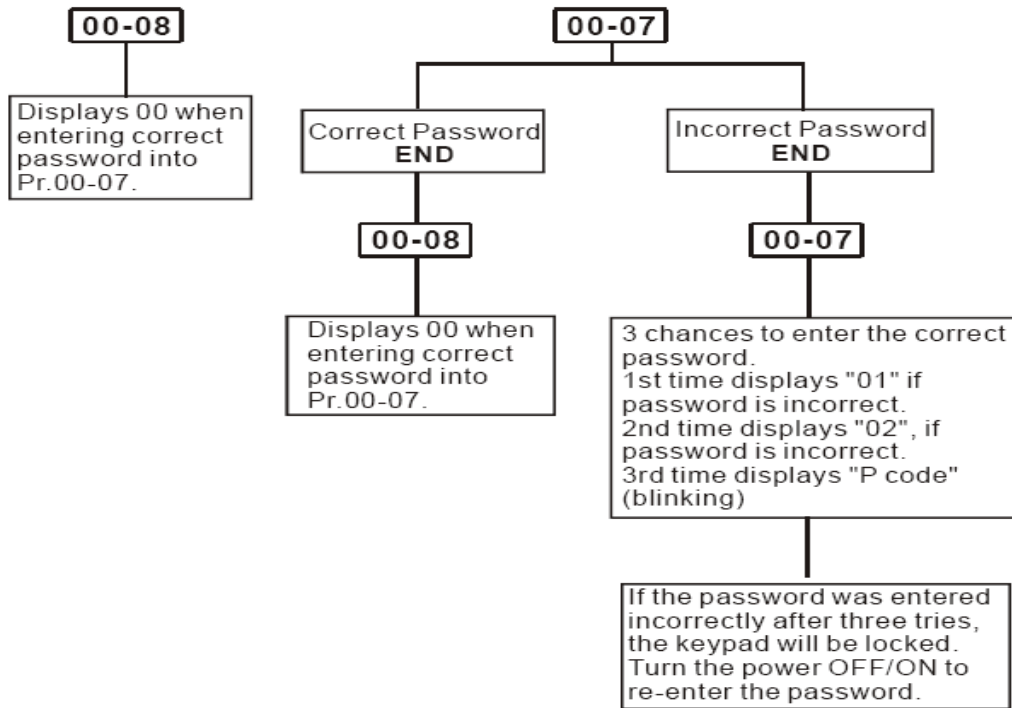 00-08
Displays 00 when
entering correct
password into
Pr.00-07.
00-07
Correct Password
END
00-08
Displays 00 when
entering correct
password into
Pr.00-07.
Incorrect Password
END
00-07
3 chances to enter the correct
password.
1st time displays "01" if
password is incorrect.
2nd time displays "02", if
password is incorrect.
3rd time displays "P code"
(blinking)
If the password was entered
incorrectly after three tries,
the keypad will be locked.
Turn the power OFF/ON to
re-enter the password.